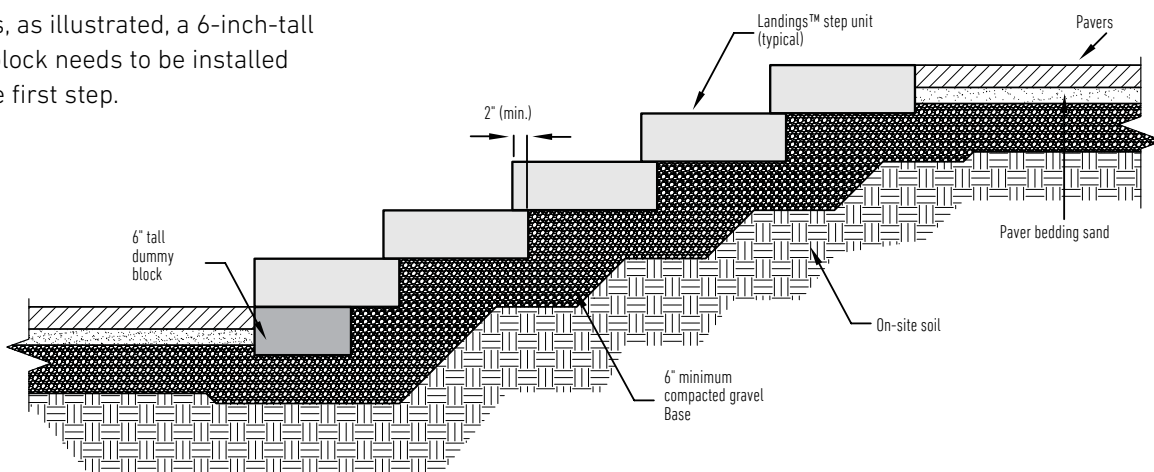 s, as illustrated, a 6-inch-tall
lock needs to be installed
e first step.
Landings™ step unit
(typical)
Pavers
2" (min.)
6" tall
dummy
block
Paver bedding sand
On-site soil
6" minimum
compacted gravel
Base